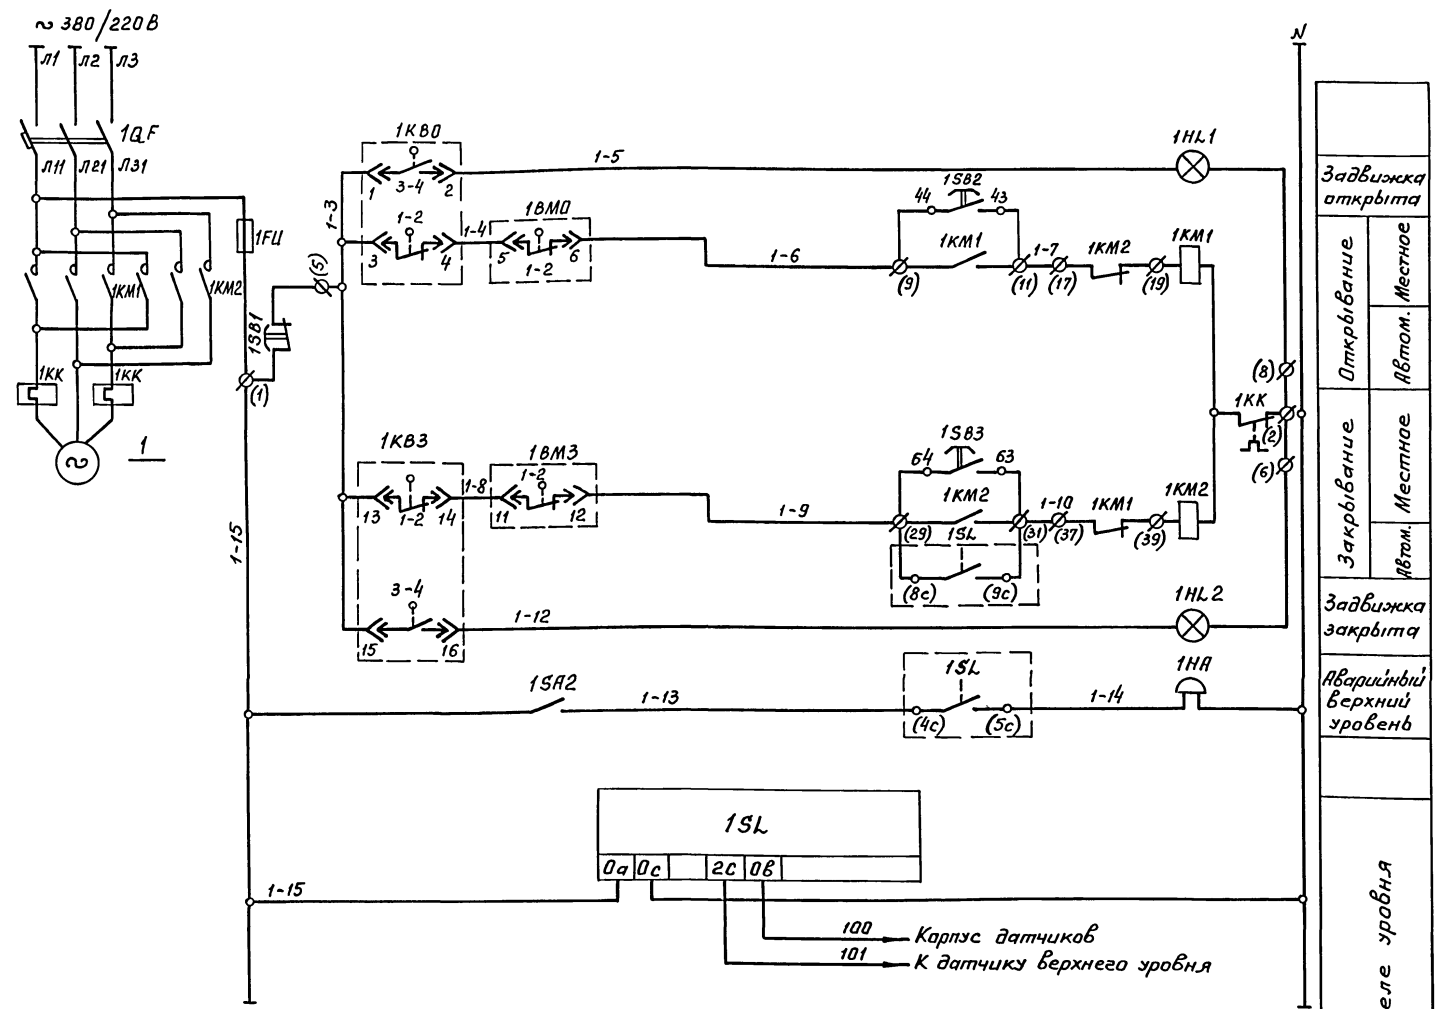 ~ 380/220 В
Л1 Л2 Л3
1QF
Л11 Л21 Л31
1FU
1КМ1 1КМ2
1КК 1КК
1
1SB1
(1)
(5)
1-3
1-15
1КВО
1 3-4 2
1-5
1HL1
1-2
3 4
1-4
1ВМО
5 1-2 6
1-6
1SB2
44 43
1КМ1
(9) (11)
1-7
(17)
1КМ2
(19)
1КМ1
(8)
1КК
(2)
(6)
N
1КВЗ
13 1-2 14
1-8
1ВМЗ
1-2
11 12
1-9
1SB3
64 63
1КМ2
(29) (31)
1-10
(37)
1КМ1
(39)
1КМ2
1SL
(8с) (9с)
3-4
15 16
1-12
1HL2
1SA2
1-13
1SL
(4с) (5с)
1-14
1НА
1SL
0а 0с 2с 0в
1-15
100 Корпус датчиков
101 К датчику верхнего уровня
Задвижка
открыта
Открывание
Местное
Автом.
Закрывание
Местное
Автом.
Задвижка
закрыта
Аварийный
верхний
уровень
еле уровня